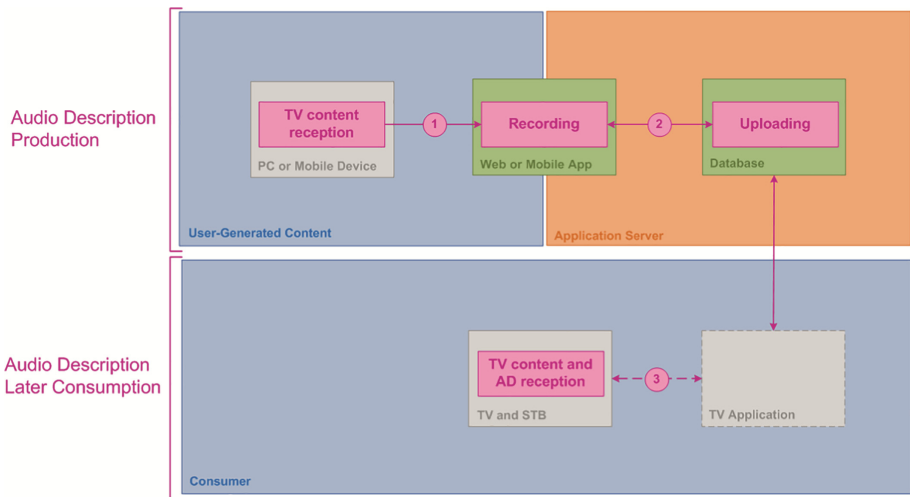 Audio Description
Production
TV content
reception
1
Recording
2
Uploading
PC or Mobile Device
Web or Mobile App
Database
User-Generated Content
Application Server
Audio Description
Later Consumption
TV content and
AD reception
3
TV and STB
TV Application
Consumer